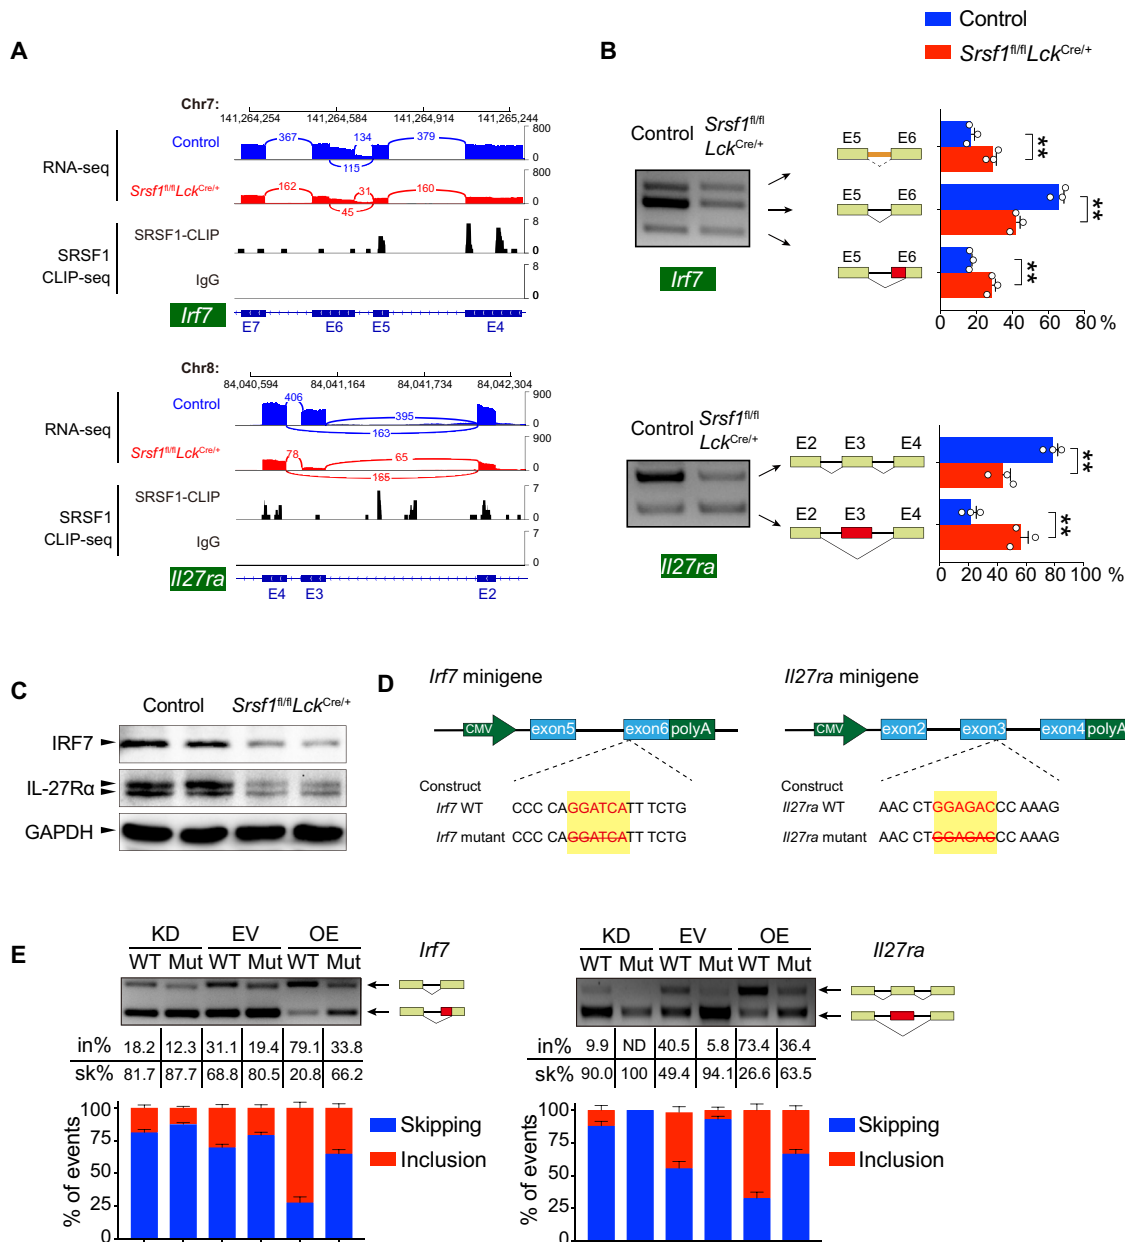 Control
Srsf1fl/flLckCre/+
A
B
Chr7:
141,264,254 141,264,584 141,264,914 141,265,244
RNA-seq
Control
367 134 379
115
800
0
Srsf1fl/flLckCre/+
162 31 160
45
800
0
SRSF1
CLIP-seq
SRSF1-CLIP
8
0
IgG
8
0
Irf7
E7 E6 E5 E4
Chr8:
84,040,594 84,041,164 84,041,734 84,042,304
RNA-seq
Control
406 395
163
900
0
Srsf1fl/flLckCre/+
78 65
165
900
0
SRSF1
CLIP-seq
SRSF1-CLIP
7
0
IgG
7
0
Il27ra
E4 E3 E2
Control Srsf1fl/fl
LckCre/+
Irf7
E5 E6
E5 E6
E5 E6
**
**
**
0 20 40 60 80 %
Control Srsf1fl/fl
LckCre/+
Il27ra
E2 E3 E4
E2 E3 E4
**
**
0 20 40 60 80 100 %
C
Control Srsf1fl/flLckCre/+
IRF7
IL-27Rα
GAPDH
D
Irf7 minigene
CMV exon5 exon6 polyA
Construct
Irf7 WT CCC CAGGATCATT TCTG
Irf7 mutant CCC CAGGATCATT TCTG
Il27ra minigene
CMV exon2 exon3 exon4 polyA
Construct
Il27ra WT AAC CTGGAGACCC AAAG
Il27ra mutant AAC CTGGAGACCC AAAG
E
KD EV OE
WT Mut WT Mut WT Mut
Irf7
in% 18.2 12.3 31.1 19.4 79.1 33.8
sk% 81.7 87.7 68.8 80.5 20.8 66.2
% of events
100
75
50
25
0
Skipping
Inclusion
KD EV OE
WT Mut WT Mut WT Mut
Il27ra
in% 9.9 ND 40.5 5.8 73.4 36.4
sk% 90.0 100 49.4 94.1 26.6 63.5
% of events
100
75
50
25
0
Skipping
Inclusion